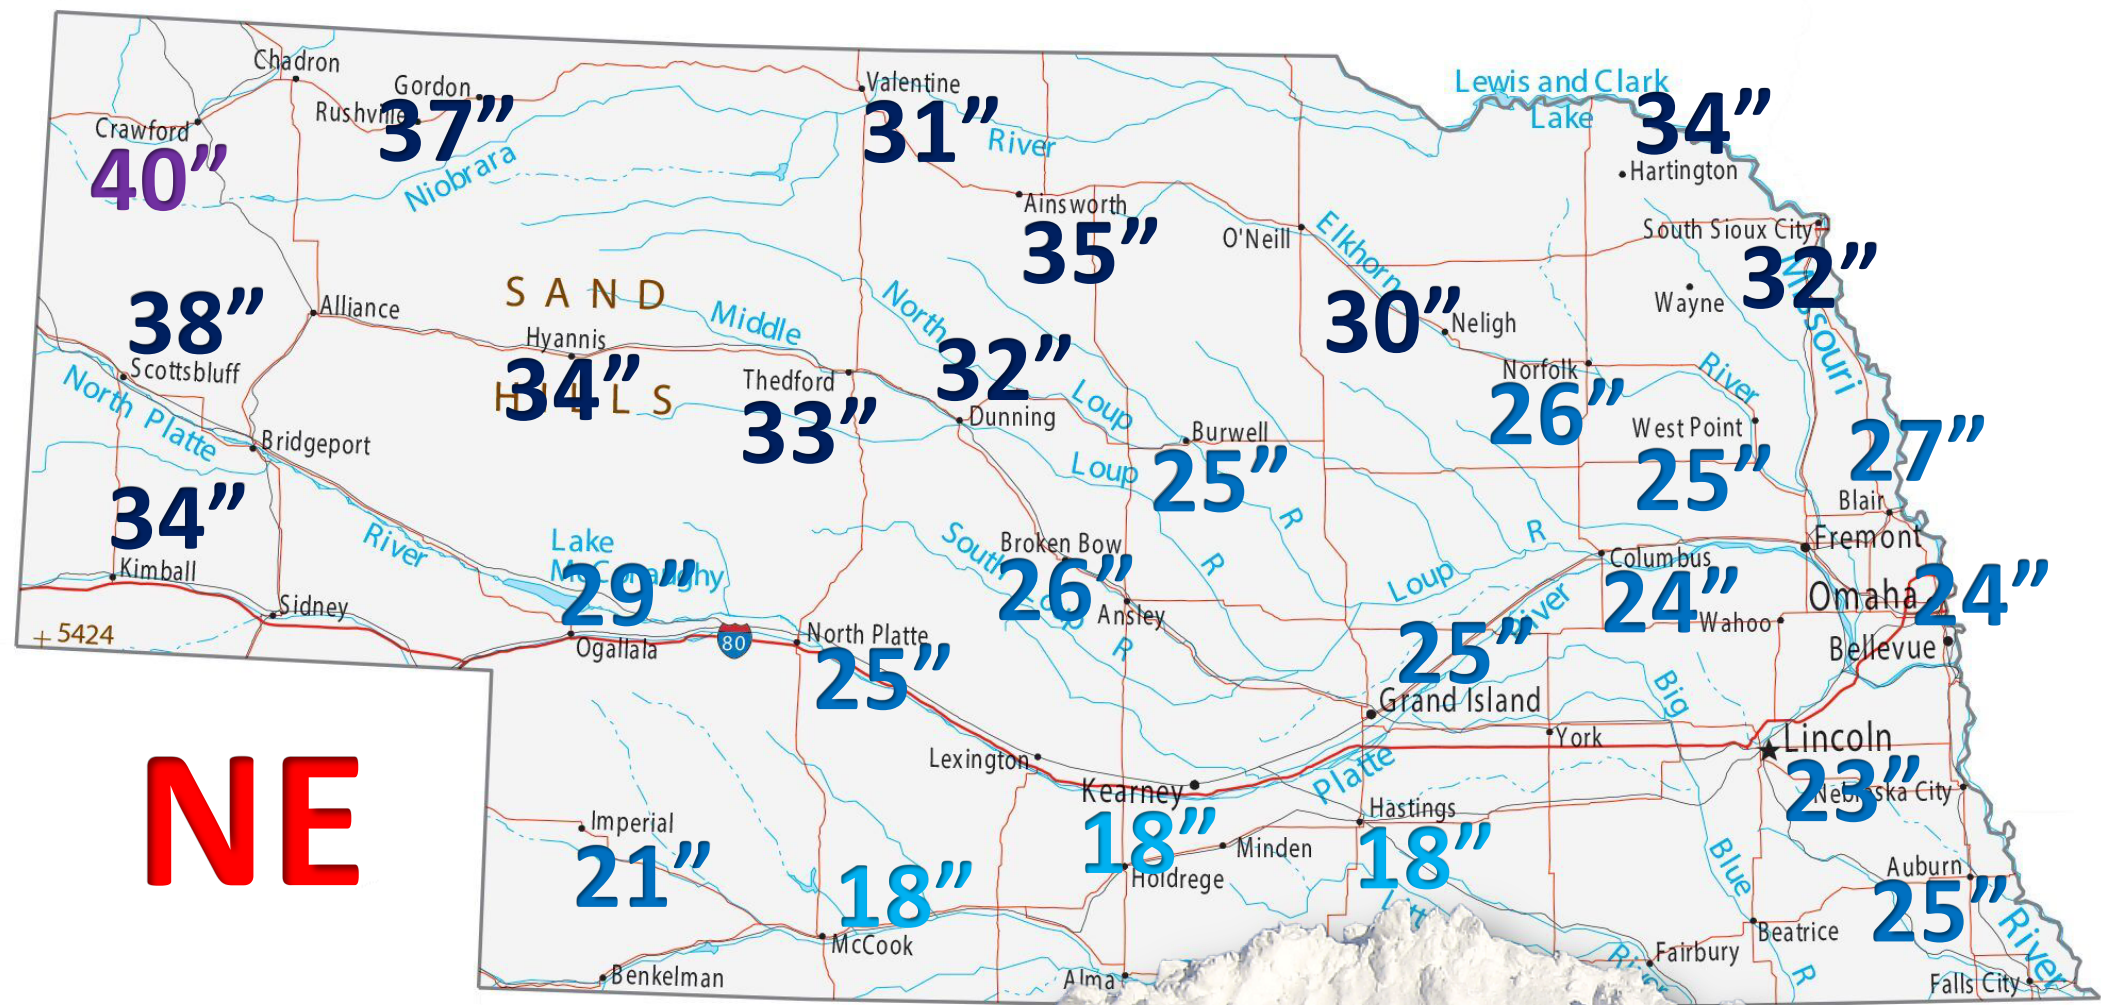 Chadron
Gordon
Rushville
37”
Crawford
40”
Niobrara
River
Valentine
31”
Lewis and Clark
Lake
34”
Hartington
Ainsworth
35”
O'Neill
Elkhorn
South Sioux City
32”
Missouri
Wayne
SAND
HILLS
38”
Alliance
Scottsbluff
North Platte
Hyannis
34”
Middle
North
Thedford
33”
32”
Dunning
Loup
30”
Neligh
Norfolk
26”
River
West Point
25”
27”
Blair
Bridgeport
Burwell
25”
Loup
R
R
R
34”
Kimball
River
Lake
McConaughy
29”
South
Broken Bow
26”
Loup
Ansley
R
Loup
River
Columbus
24”
Fremont
Omaha
24”
Wahoo
Bellevue
Sidney
5424
Ogallala
80
North Platte
25”
25”
Grand Island
Big
NE
Lexington
Kearney
18”
Platte
York
Lincoln
23”
Nebraska City
Imperial
21”
Hastings
18”
Minden
Holdrege
Blue
Auburn
25”
River
18”
McCook
Beatrice
Fairbury
River
R
Benkelman
Alma
Falls City